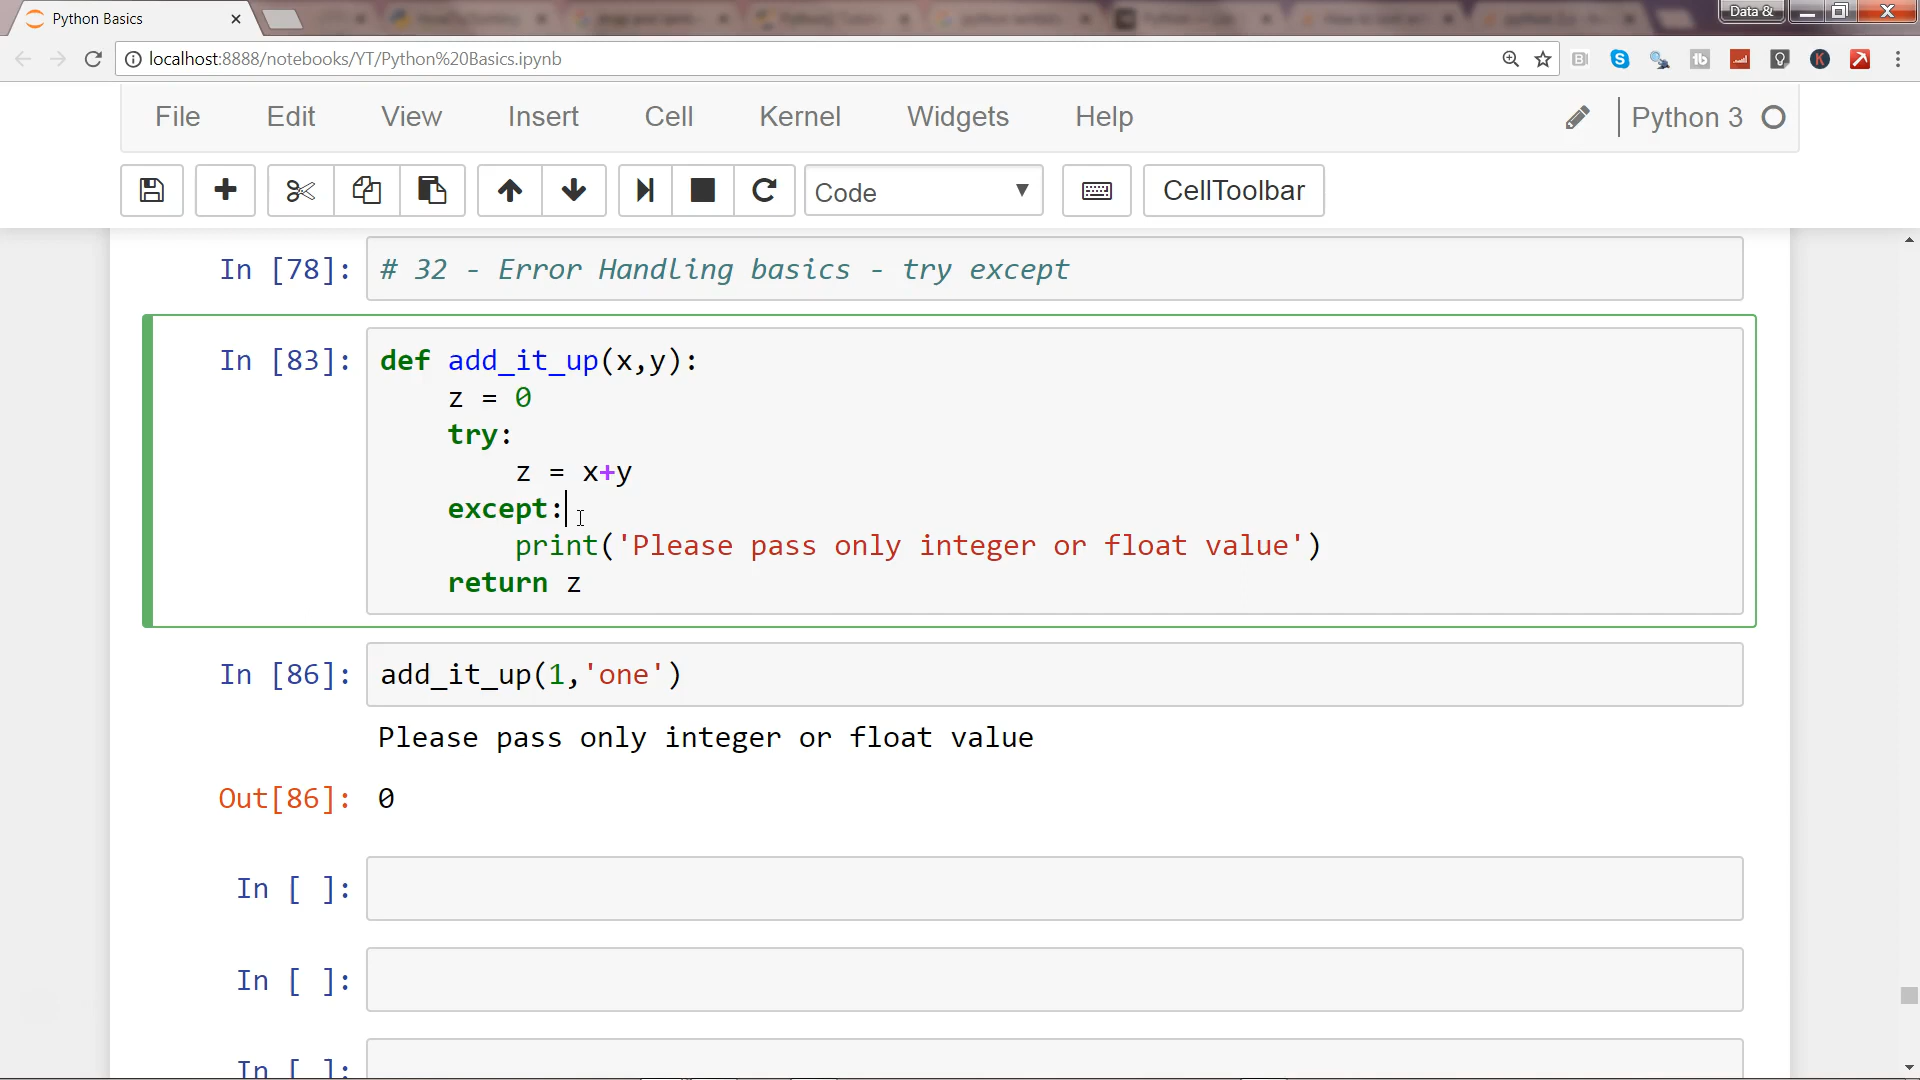 Python Basics
Data &
localhost:8888/notebooks/YT/Python%20Basics.ipynb
File Edit View Insert Cell Kernel Widgets Help Python 3
Code CellToolbar
In [78]: # 32 - Error Handling basics - try except
In [83]: def add_it_up(x,y):
z = 0
try:
z = x+y
except:
print('Please pass only integer or float value')
return z
In [86]: add_it_up(1,'one')
Please pass only integer or float value
Out[86]: 0
In [ ]:
In [ ]:
In [ ]: